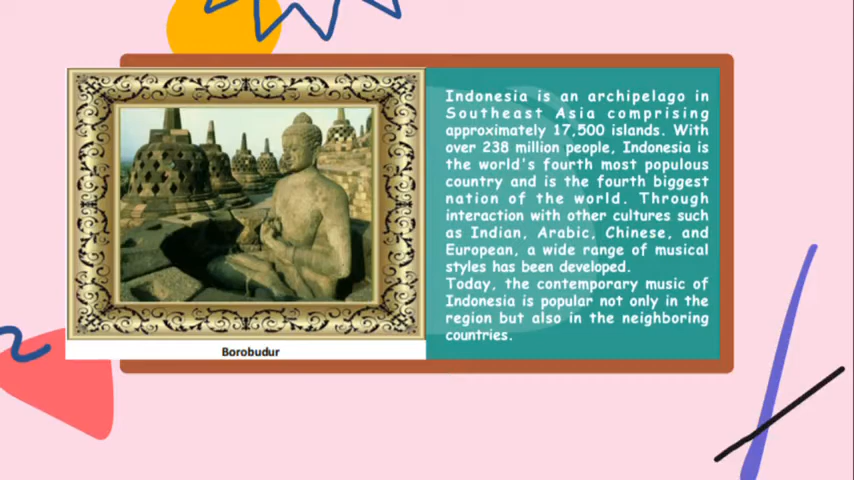 Indonesia is an archipelago in
Southeast Asia comprising
approximately 17,500 islands. With
over 238 million people, Indonesia is
the world's fourth most populous
country and is the fourth biggest
nation of the world. Through
interaction with other cultures such
as Indian, Arabic, Chinese, and
European, a wide range of musical
styles has been developed.
Today, the contemporary music of
Indonesia is popular not only in the
region but also in the neighboring
countries.
Borobudur